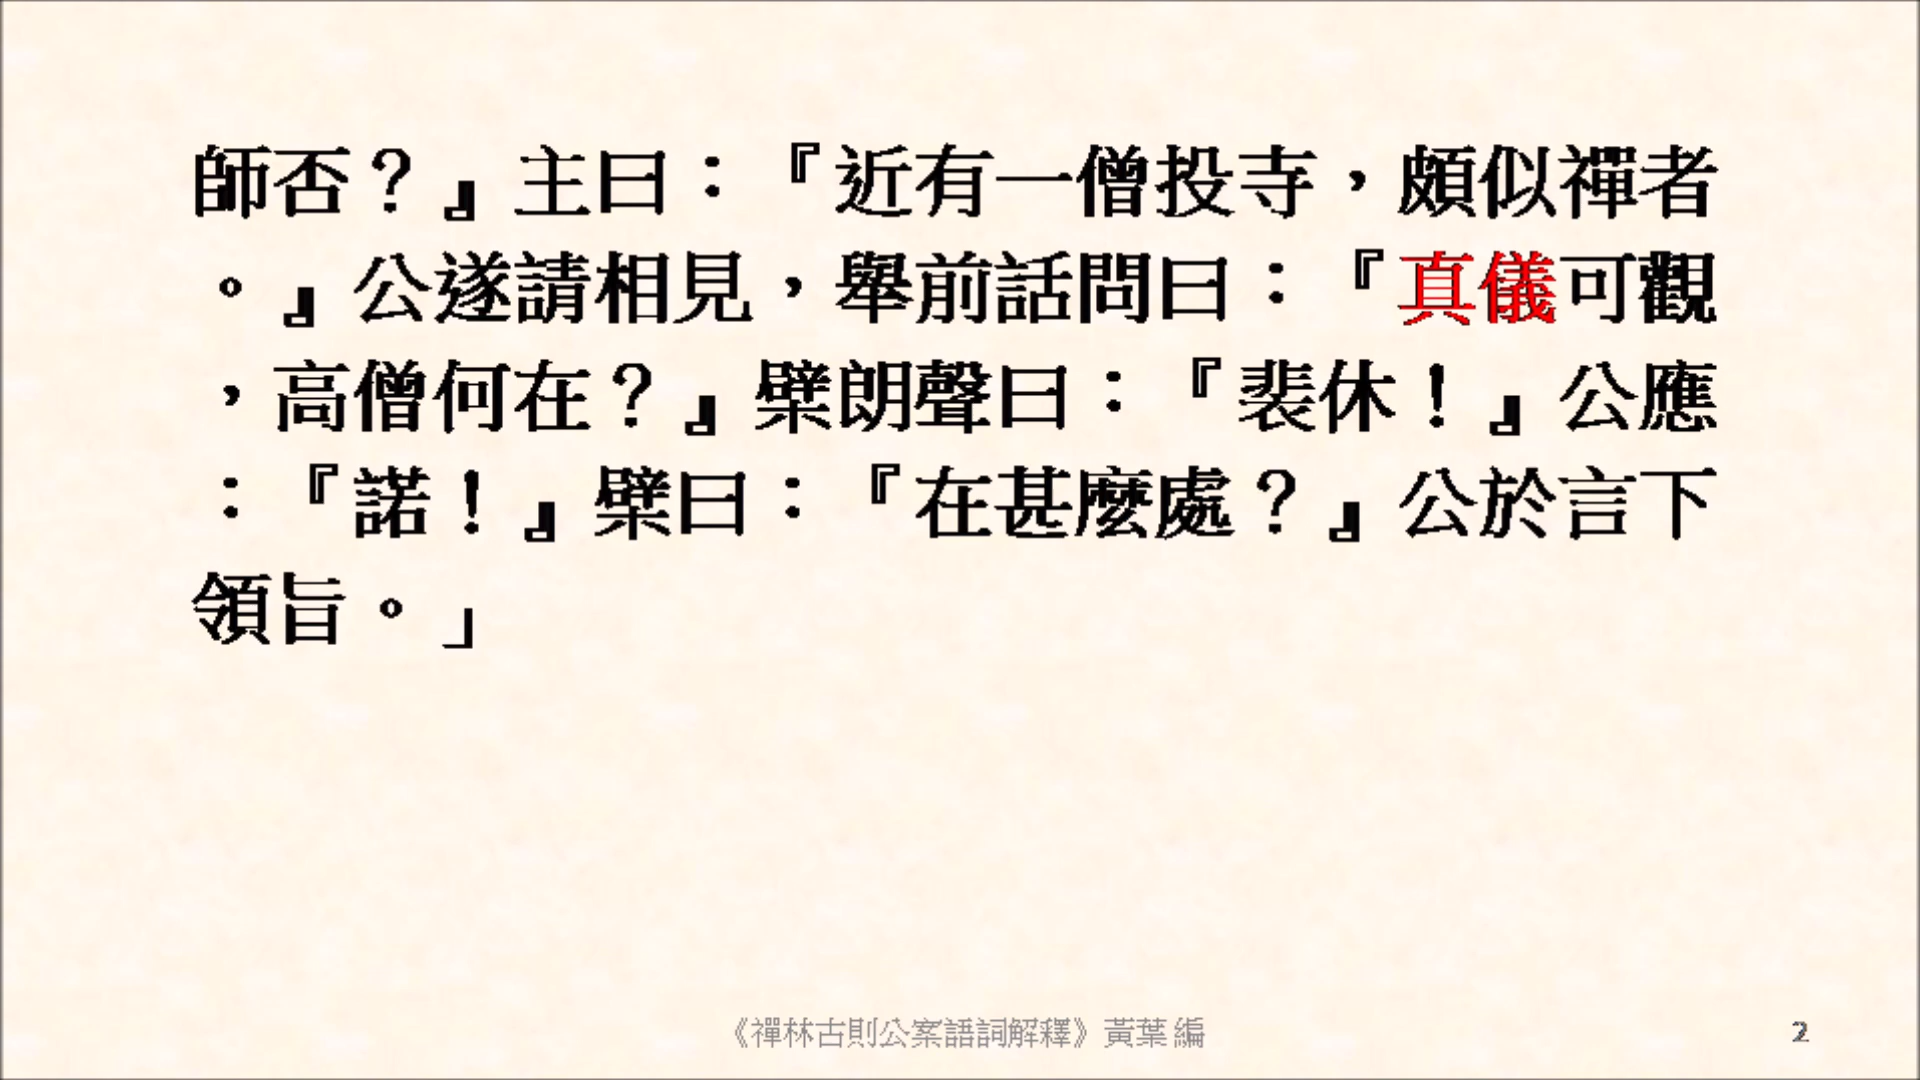 師否？』主曰：『近有一僧投寺，頗似禪者
。』公遂請相見，舉前話問曰：『真儀可觀
，高僧何在？』檗朗聲曰：『裴休！』公應
：『諾！』檗曰：『在甚麼處？』公於言下
領旨。」
《禪林古則公案語詞解釋》黃葉 編
2